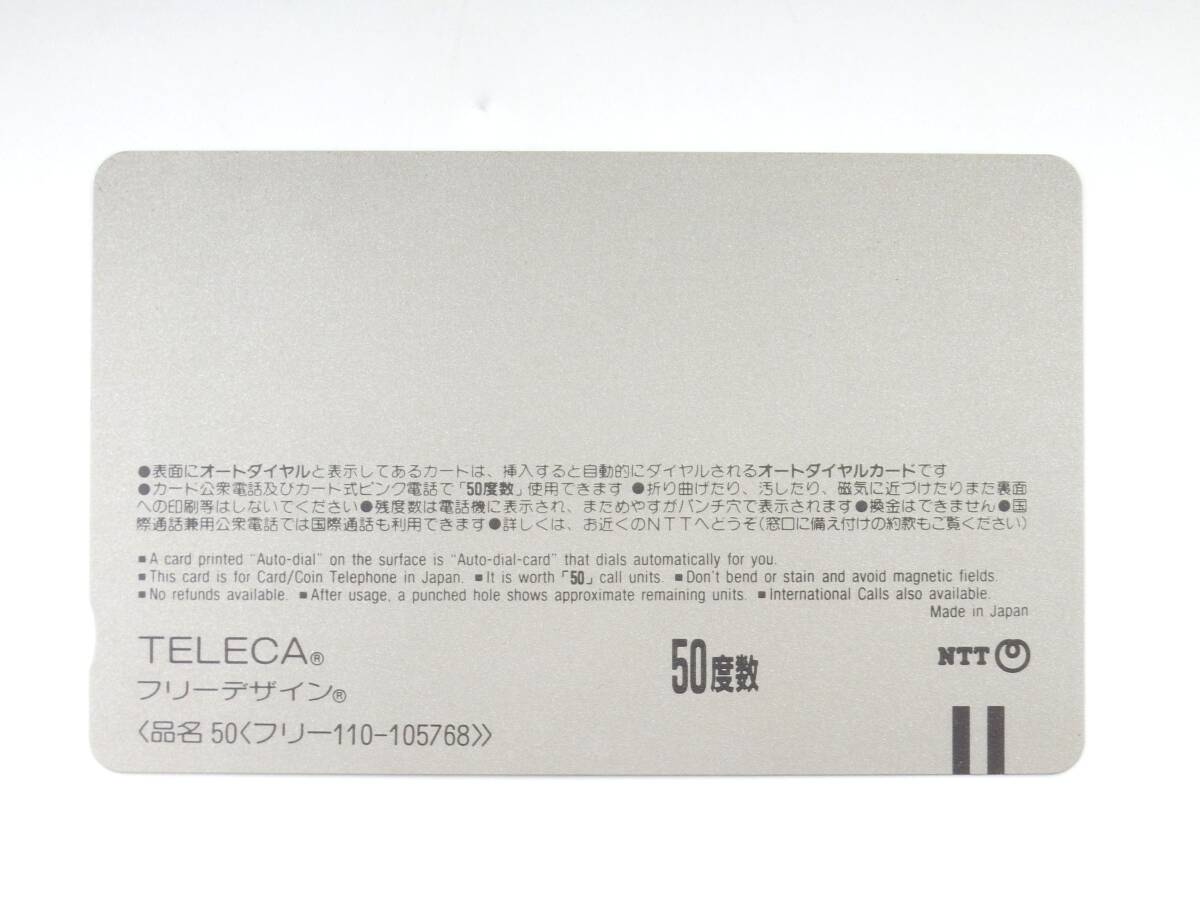 ●表面にオートダイヤルと表示してあるカードは、挿入すると自動的にダイヤルされるオートダイヤルカードです
●カード公衆電話及びカード式ピンク電話で「50度数」使用できます ●折り曲げたり、汚したり、磁気に近づけたりまた裏面
への印刷等はしないでください●残度数は電話機に表示され、まためやすがパンチ穴で表示されます●換金はできません●国
際通話兼用公衆電話では国際通話も利用できます●詳しくは、お近くのNTTへどうぞ(窓口に備え付けの約款もご覧ください)
■A card printed "Auto-dial" on the surface is "Auto-dial-card" that dials automatically for you.
■This card is for Card/Coin Telephone in Japan. ■It is worth「50」call units. ■Don't bend or stain and avoid magnetic fields.
■No refunds available. ■After usage, a punched hole shows approximate remaining units. ■International Calls also available.
Made in Japan
TELECA®
50度数
NTT
フリーデザイン®
〈品名 50〈フリー110-105768〉〉